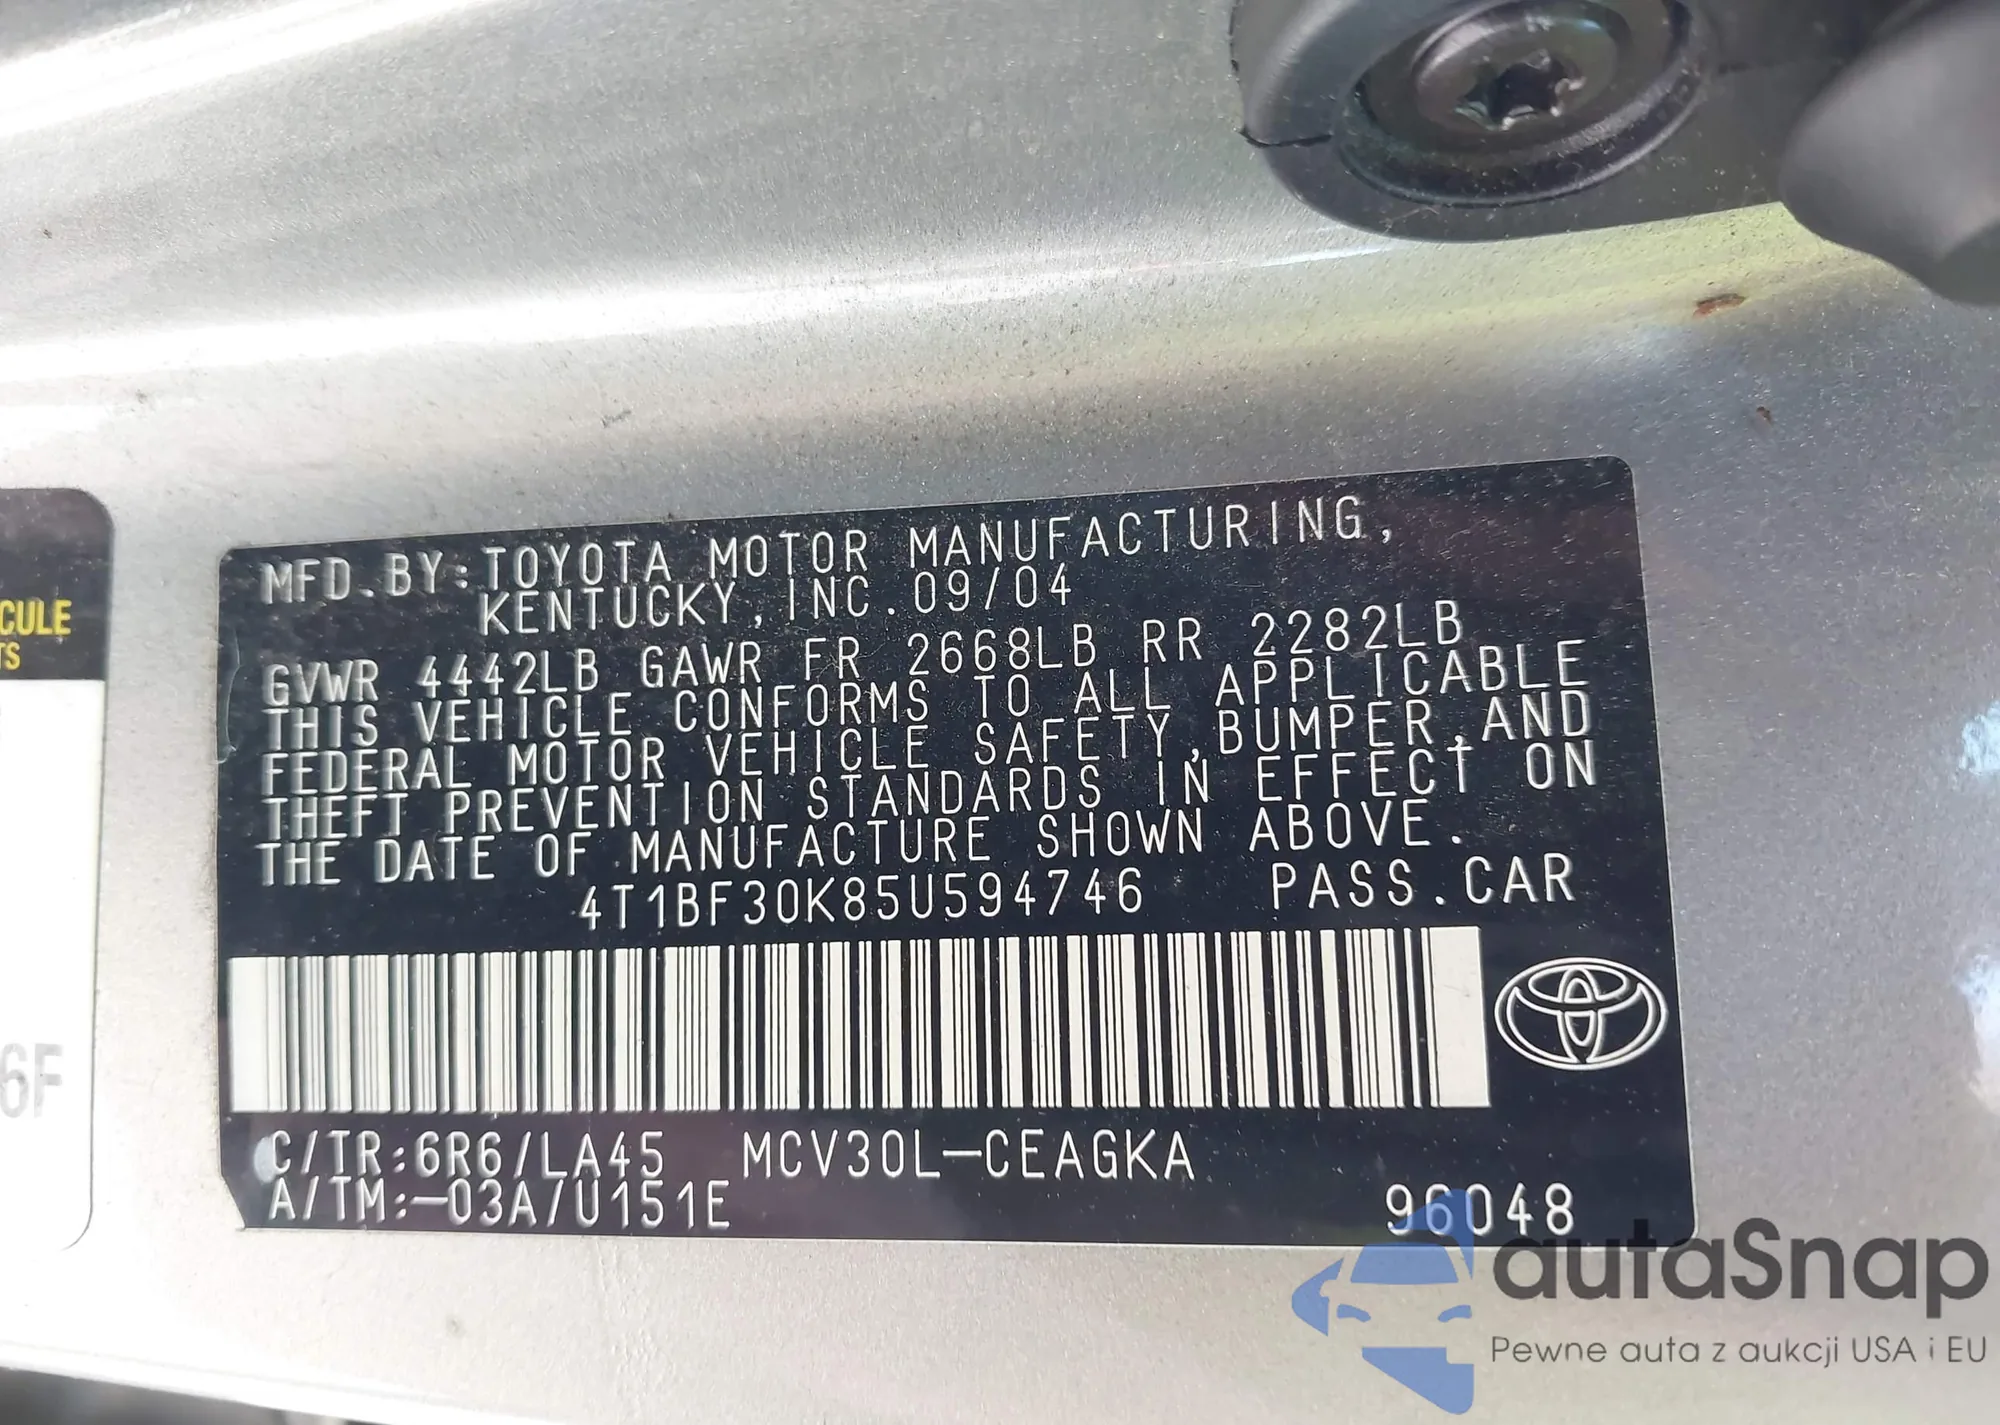 CULE
TS
6F
MFD.BY:TOYOTA MOTOR MANUFACTURING,
KENTUCKY,INC.09/04
GVWR 4442LB GAWR FR 2668LB RR 2282LB
THIS VEHICLE CONFORMS TO ALL APPLICABLE
FEDERAL MOTOR VEHICLE SAFETY,BUMPER,AND
THEFT PREVENTION STANDARDS IN EFFECT ON
THE DATE OF MANUFACTURE SHOWN ABOVE.
4T1BF30K85U594746 PASS.CAR
C/TR:6R6/LA45 MCV30L-CEAGKA
A/TM:-03A/U151E
96048
autaSnap
Pewne auta z aukcji USA i EU